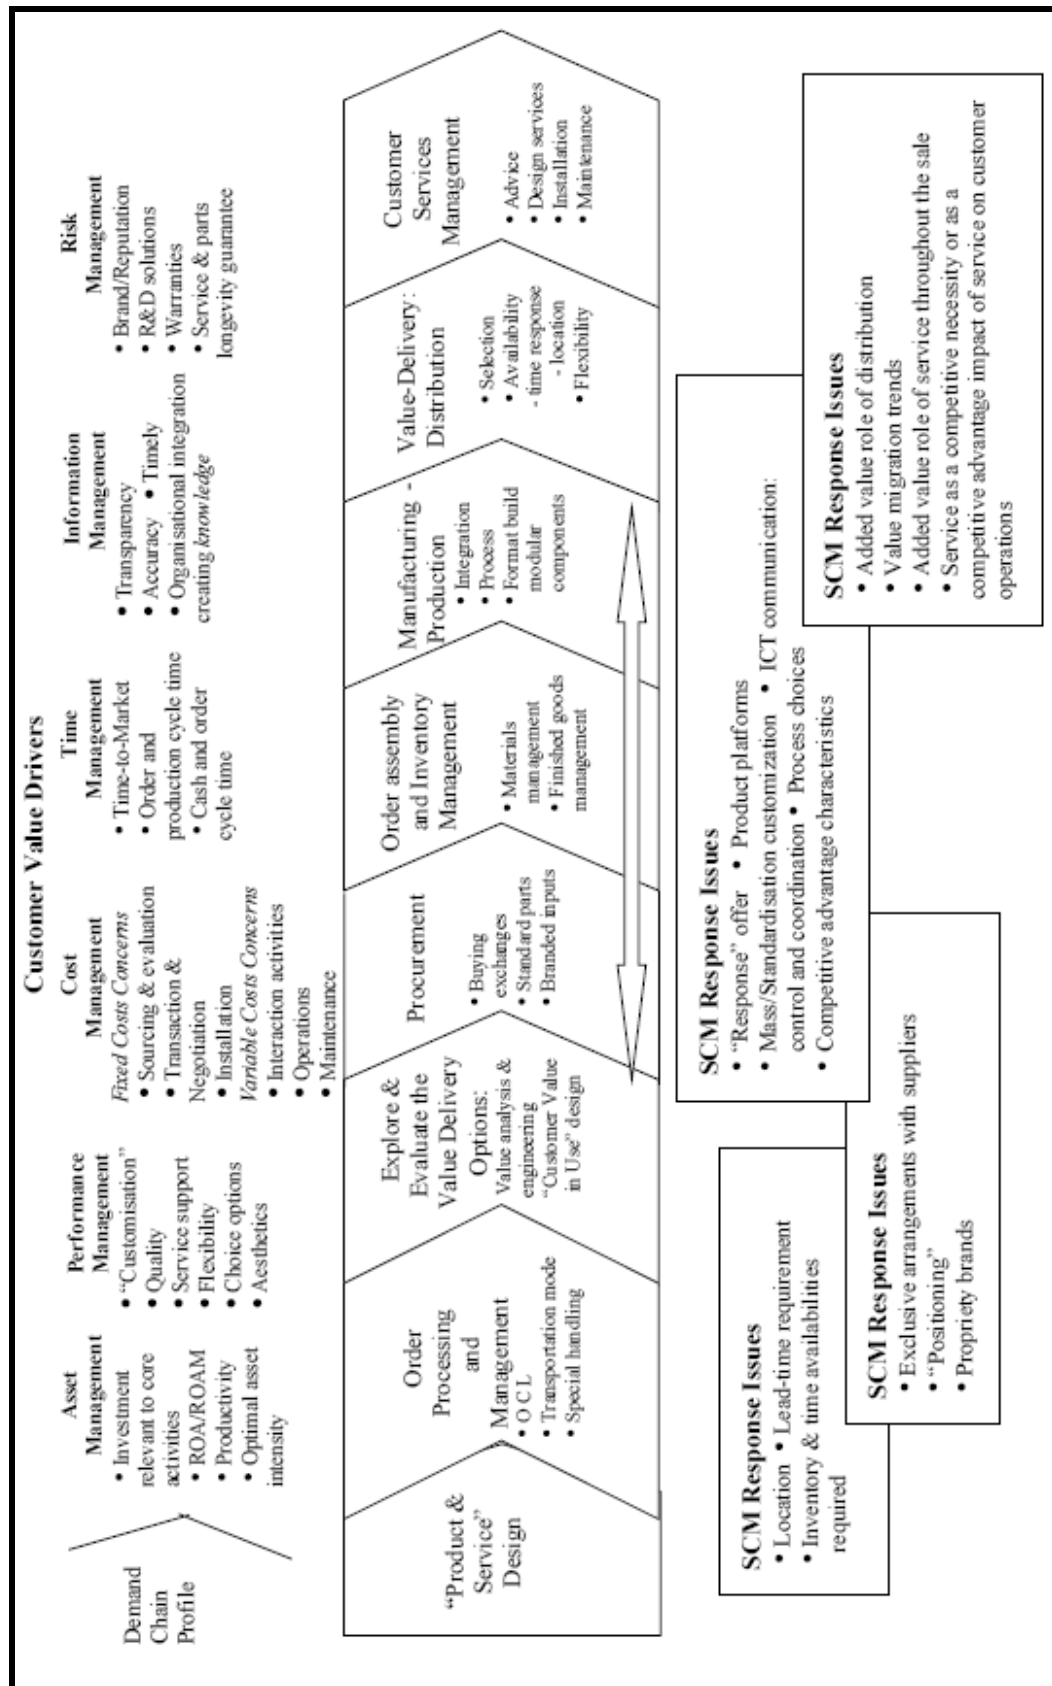 Customer Value Drivers
Demand
Chain
Profile
Asset
Management
• Investment
relevant to core
activities
• ROA/ROAM
• Productivity
• Optimal asset
intensity
Performance
Management
• “Customisation”
• Quality
• Service support
• Flexibility
• Choice options
• Aesthetics
Cost
Management
Fixed Costs Concerns
• Sourcing & evaluation
• Transaction &
Negotiation
• Installation
Variable Costs Concerns
• Interaction activities
• Operations
• Maintenance
Time
Management
• Time-to-Market
• Order and
production cycle time
• Cash and order
cycle time
Information
Management
• Transparency
• Accuracy • Timely
• Organisational integration
creating knowledge
Risk
Management
• Brand/Reputation
• R&D solutions
• Warranties
• Service & parts
longevity guarantee
“Product &
Service”
Design
Order
Processing
and
Management
• O C L
• Transportation mode
• Special handling
Explore &
Evaluate the
Value Delivery
Options:
Value analysis &
engineering
“Customer Value
in Use” design
Procurement
• Buying
exchanges
• Standard parts
• Branded inputs
Order assembly
and Inventory
Management
• Materials
management
• Finished goods
management
Manufacturing -
Production
• Integration
• Process
• Format build
modular
components
Value-Delivery:
Distribution
• Selection
• Availability
- time response
- location
• Flexibility
Customer
Services
Management
• Advice
• Design services
• Installation
• Maintenance
SCM Response Issues
• Location • Lead-time requirement
• Inventory & time availabilities
required
SCM Response Issues
• Exclusive arrangements with suppliers
• “Positioning”
• Propriety brands
SCM Response Issues
• “Response” offer • Product platforms
• Mass/Standardisation customization • ICT communication:
control and coordination • Process choices
• Competitive advantage characteristics
SCM Response Issues
• Added value role of distribution
• Value migration trends
• Added value role of service throughout the sale
• Service as a competitive necessity or as a
competitive advantage impact of service on customer
operations